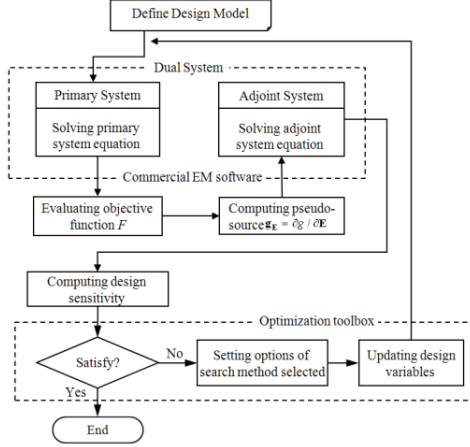 Define Design Model
Dual System
Primary System
Adjoint System
Solving primary
system equation
Solving adjoint
system equation
Commercial EM software
Evaluating objective
function F
Computing pseudo-
source g_E = ∂g / ∂E
Computing design
sensitivity
Optimization toolbox
Satisfy?
No
Setting options of
search method selected
Updating design
variables
Yes
End